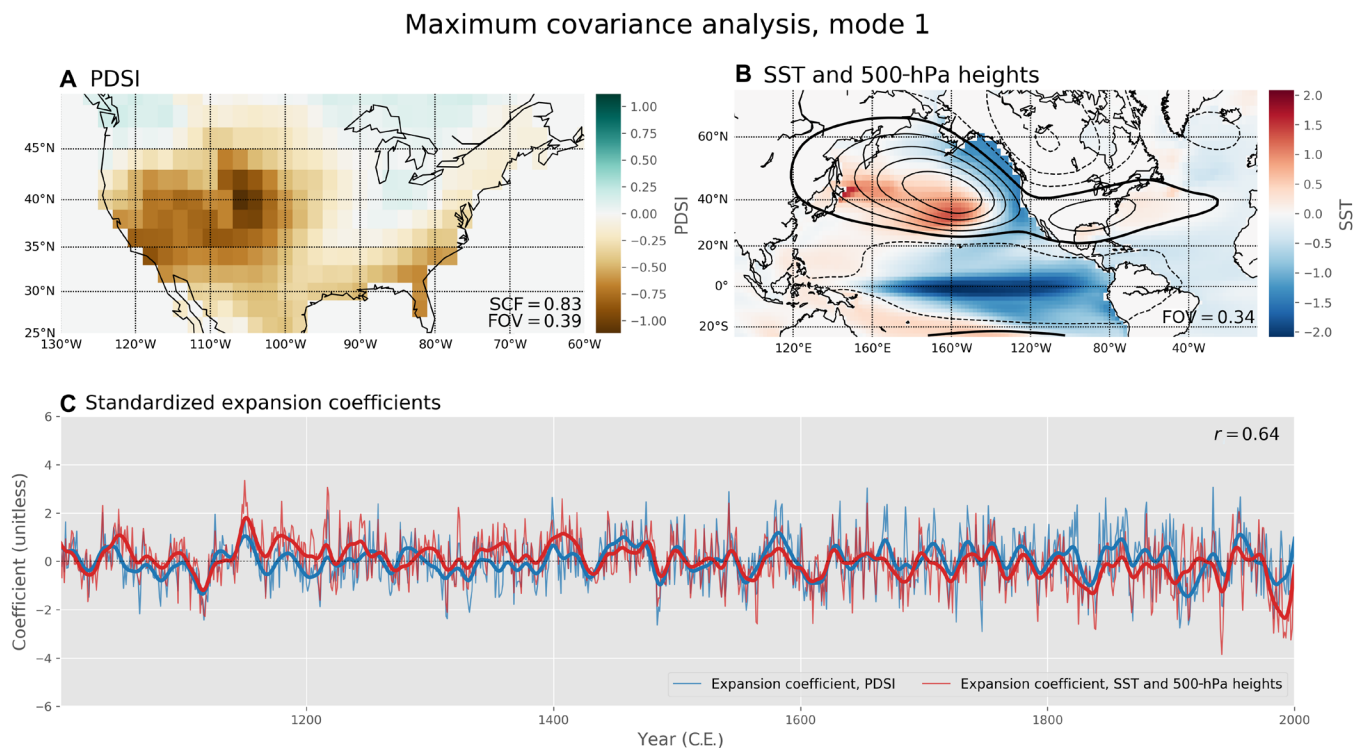 Maximum covariance analysis, mode 1
A PDSI
45°N
40°N
35°N
30°N
25°N
130°W 120°W 110°W 100°W 90°W 80°W 70°W 60°W
SCF = 0.83
FOV = 0.39
1.00
0.75
0.50
0.25
0.00
−0.25
−0.50
−0.75
−1.00
PDSI
B SST and 500-hPa heights
60°N
40°N
20°N
0°
20°S
120°E 160°E 160°W 120°W 80°W 40°W
FOV = 0.34
2.0
1.5
1.0
0.5
0.0
−0.5
−1.0
−1.5
−2.0
SST
C Standardized expansion coefficients
r = 0.64
6
4
2
0
−2
−4
−6
Coefficient (unitless)
Expansion coefficient, PDSI
Expansion coefficient, SST and 500-hPa heights
1200 1400 1600 1800 2000
Year (C.E.)